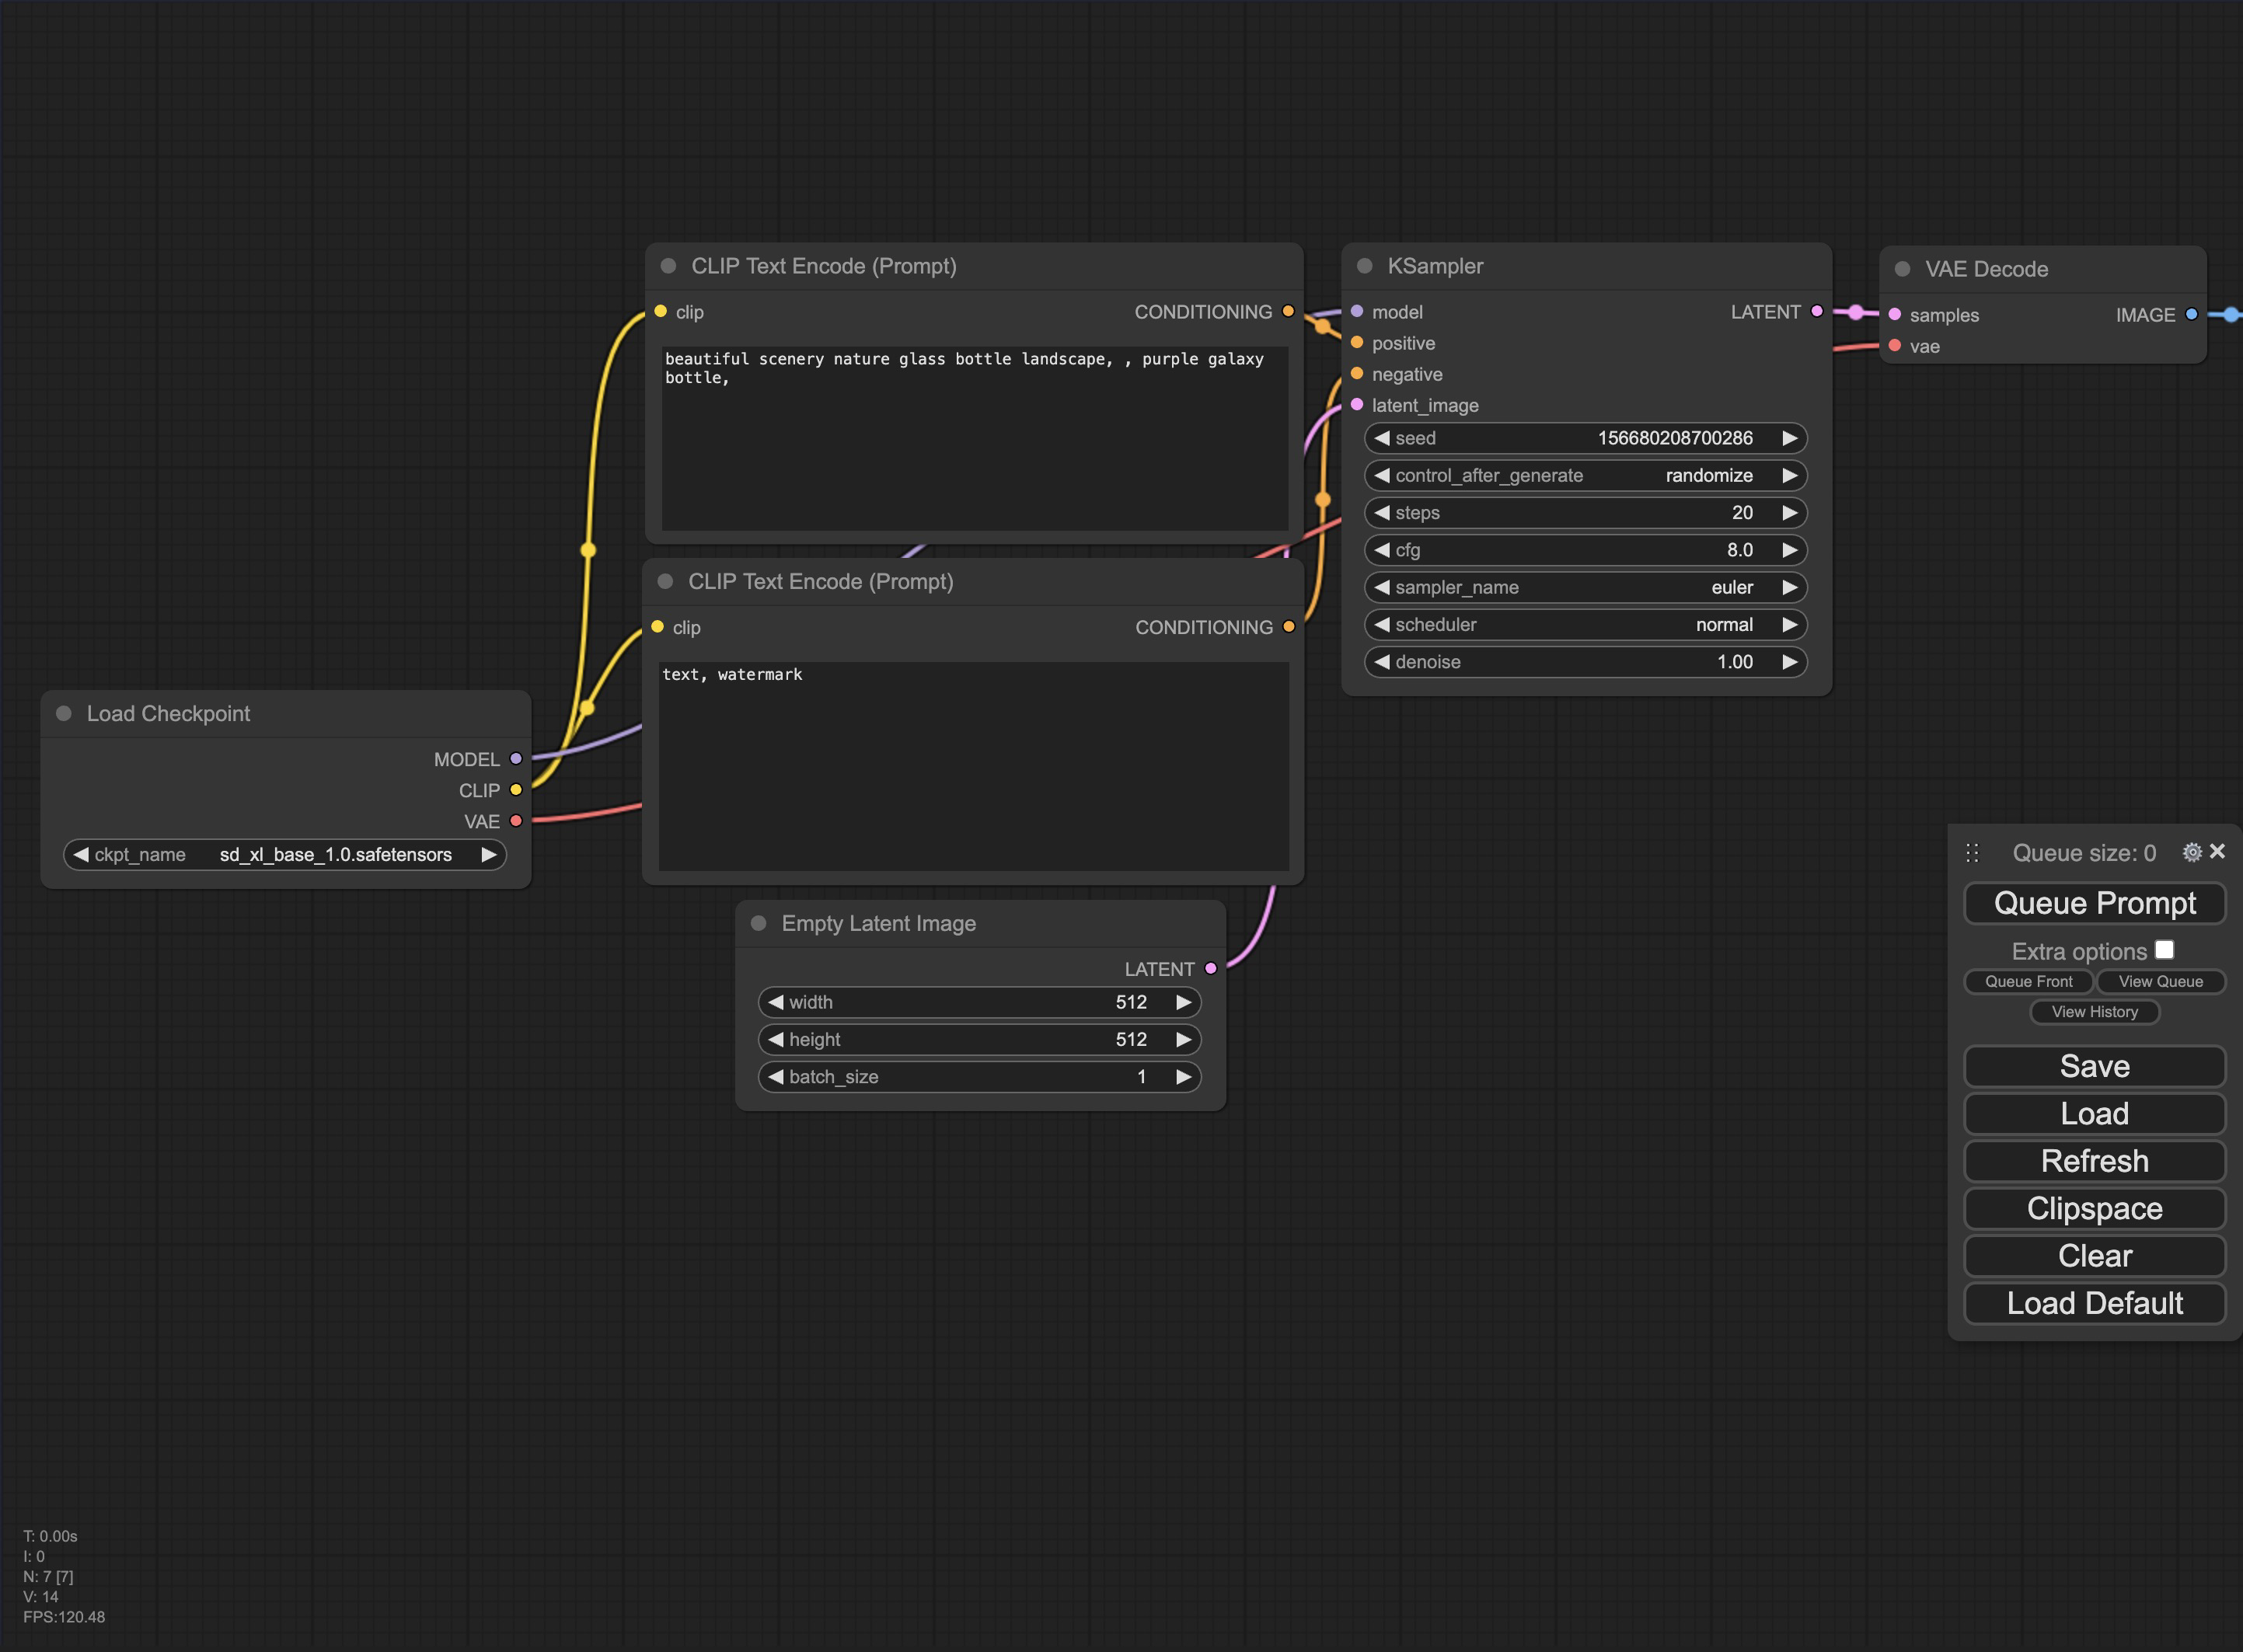 CLIP Text Encode (Prompt)
clip CONDITIONING
beautiful scenery nature glass bottle landscape, , purple galaxy
bottle,
KSampler
model LATENT
positive
negative
latent_image
seed 156680208700286
control_after_generate randomize
steps 20
cfg 8.0
sampler_name euler
scheduler normal
denoise 1.00
VAE Decode
samples IMAGE
vae
CLIP Text Encode (Prompt)
clip CONDITIONING
text, watermark
Load Checkpoint
MODEL
CLIP
VAE
ckpt_name sd_xl_base_1.0.safetensors
Empty Latent Image
LATENT
width 512
height 512
batch_size 1
Queue size: 0
Queue Prompt
Extra options
Queue Front View Queue
View History
Save
Load
Refresh
Clipspace
Clear
Load Default
T: 0.00s
I: 0
N: 7 [7]
V: 14
FPS:120.48